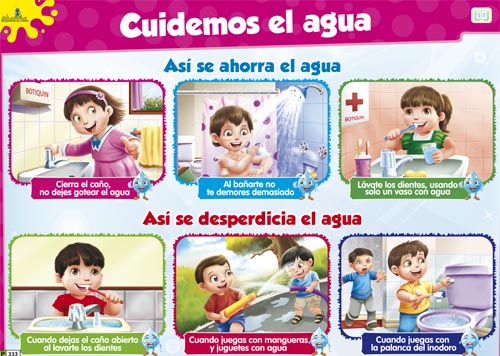 Cuidemos el agua
Así se ahorra el agua
BOTIQUIN
BOTIQUIN
Cierra el caño,
no dejes gotear el agua
Al bañarte no
te demores demasiado
Lávate los dientes, usando
solo un vaso con agua
Así se desperdicia el agua
Cuando dejas el caño abierto
al lavarte los dientes
Cuando juegas con mangueras,
y juguetes con agua
Cuando juegas con
la palanca del inodoro
P 333